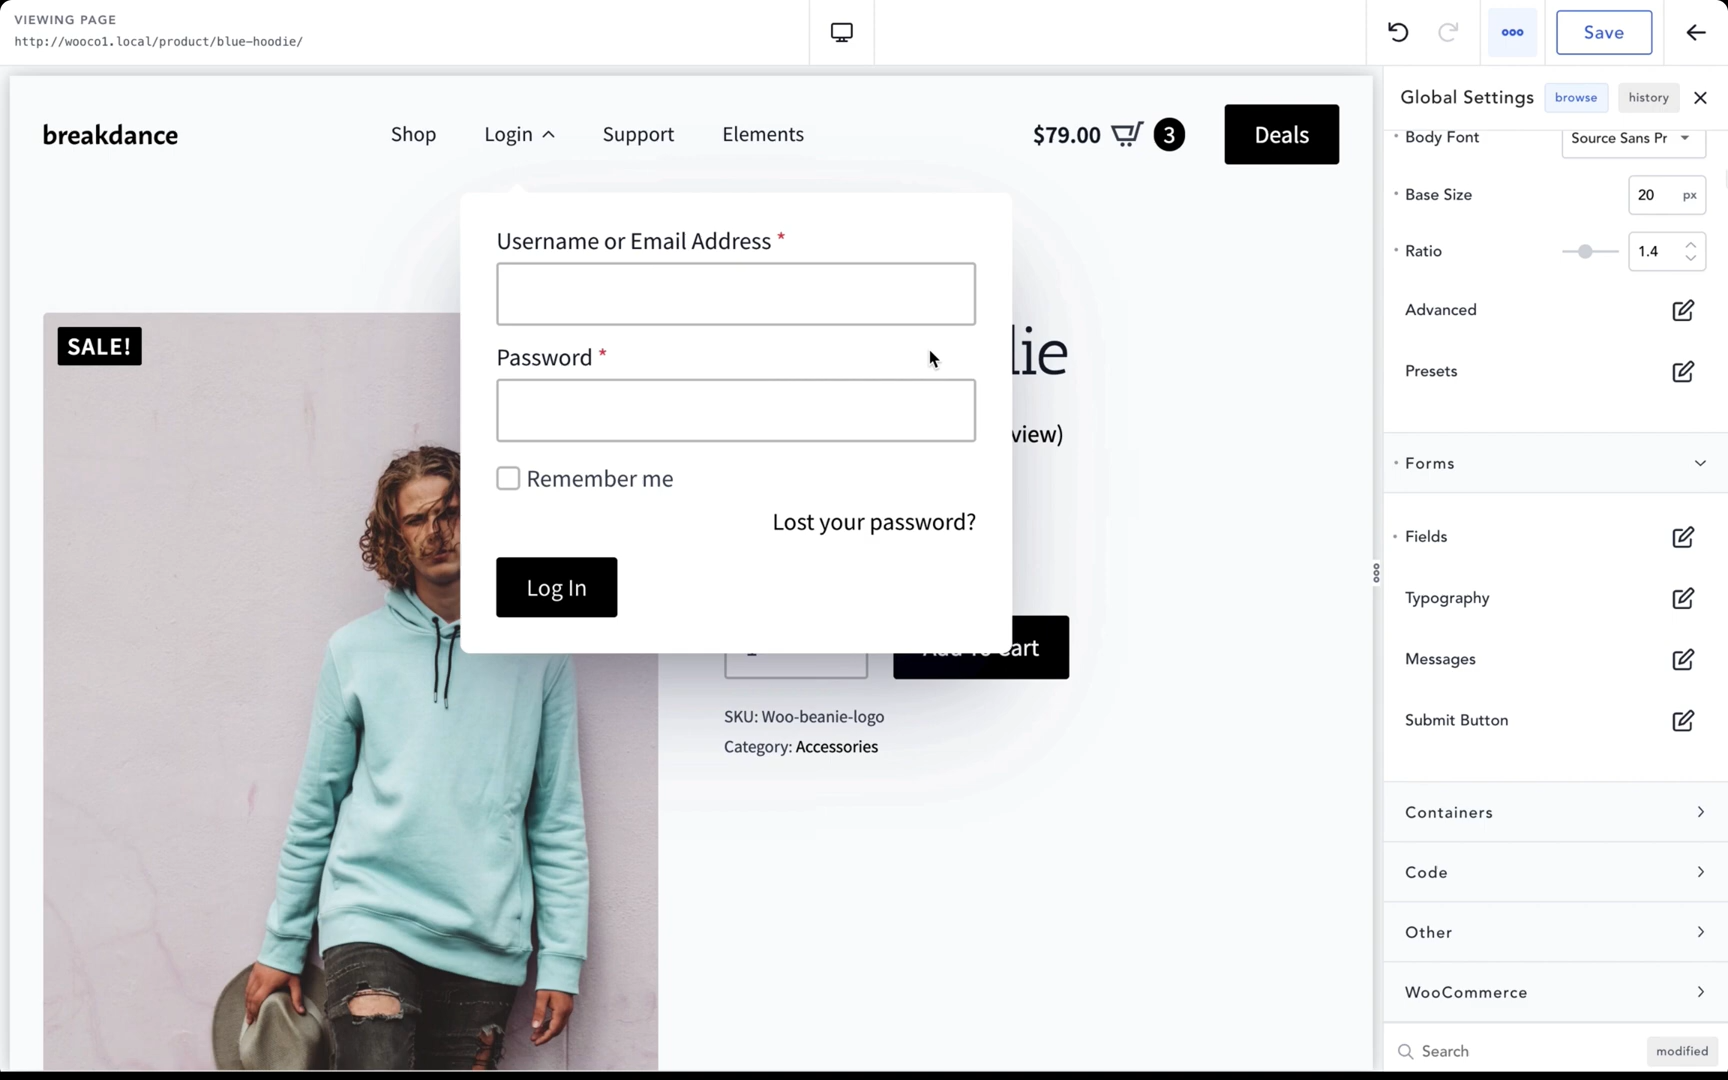 VIEWING PAGE
http://wooco1.local/product/blue-hoodie/
Save
breakdance
Shop
Login
Support
Elements
$79.00
3
Deals
SALE!
Username or Email Address *
Password *
Remember me
Lost your password?
Log In
lie
view)
Add To Cart
SKU: Woo-beanie-logo
Category: Accessories
Global Settings
browse
history
Body Font
Source Sans Pr
Base Size
20 px
Ratio
1.4
Advanced
Presets
Forms
Fields
Typography
Messages
Submit Button
Containers
Code
Other
WooCommerce
Search
modified